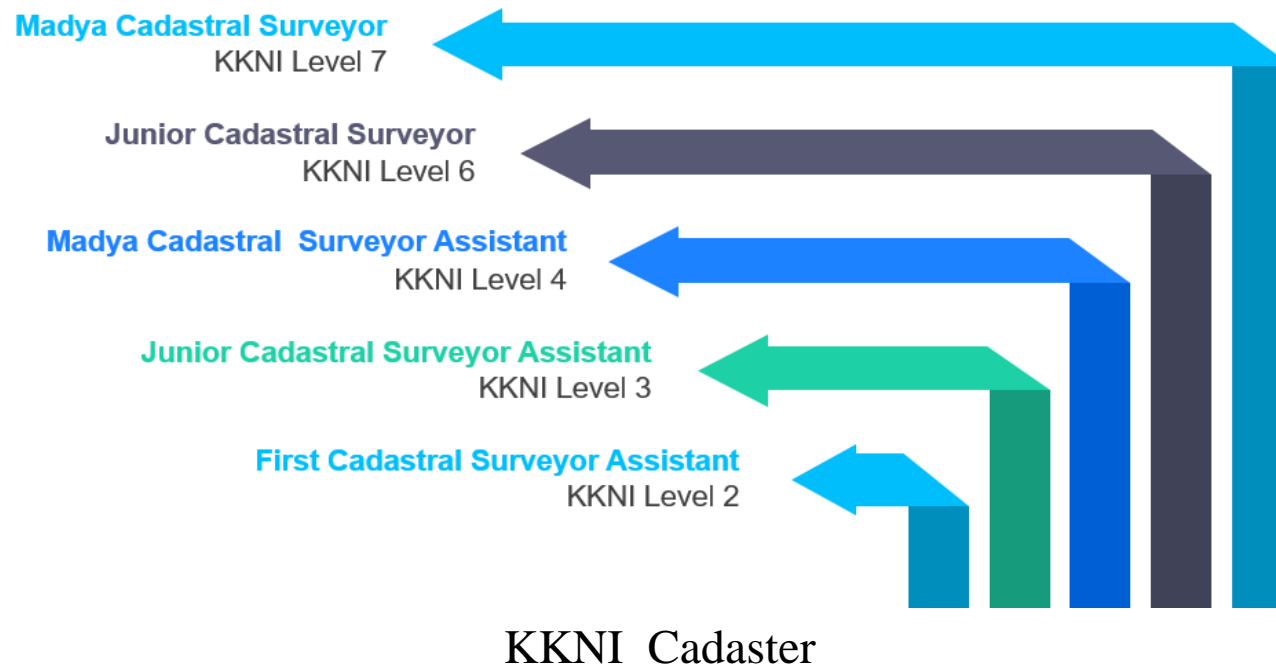 Madya Cadastral Surveyor
KKNI Level 7
Junior Cadastral Surveyor
KKNI Level 6
Madya Cadastral  Surveyor Assistant
KKNI Level 4
Junior Cadastral Surveyor Assistant
KKNI Level 3
First Cadastral Surveyor Assistant
KKNI Level 2
KKNI  Cadaster